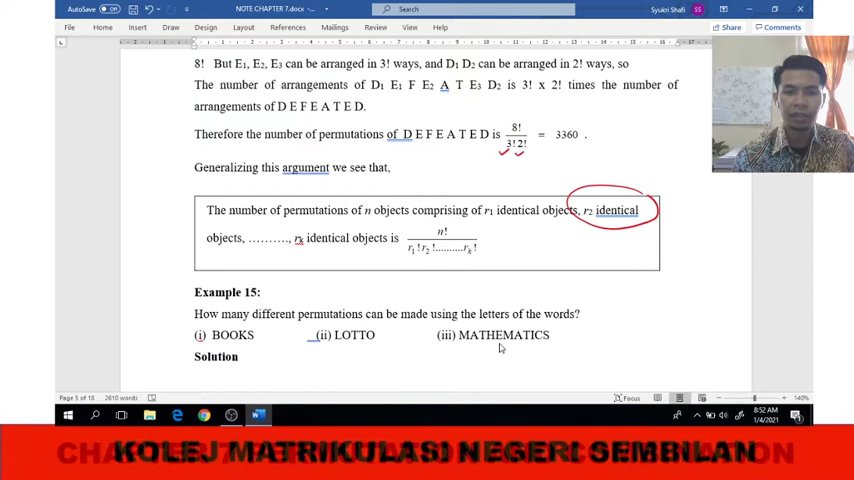 AutoSave Off NOTE CHAPTER 7.docx... Syukri Shafi SS
File Home Insert Draw Design Layout References Mailings Review View Help Share Comments
8! But E1, E2, E3 can be arranged in 3! ways, and D1 D2 can be arranged in 2! ways, so
The number of arrangements of D1 E1 F E2 A T E3 D2 is 3! x 2! times the number of
arrangements of D E F E A T E D.
Therefore the number of permutations of D E F E A T E D is 8! / 3! 2! = 3360 .
Generalizing this argument we see that,
The number of permutations of n objects comprising of r1 identical objects, r2 identical
objects, ………., rk identical objects is n! / r1 ! r2 !..........rk !
Example 15:
How many different permutations can be made using the letters of the words?
(i) BOOKS (ii) LOTTO (iii) MATHEMATICS
Solution
Page 5 of 18 2610 words Focus 140%
8:52 AM
1/4/2021
KOLEJ MATRIKULASI NEGERI SEMBILAN